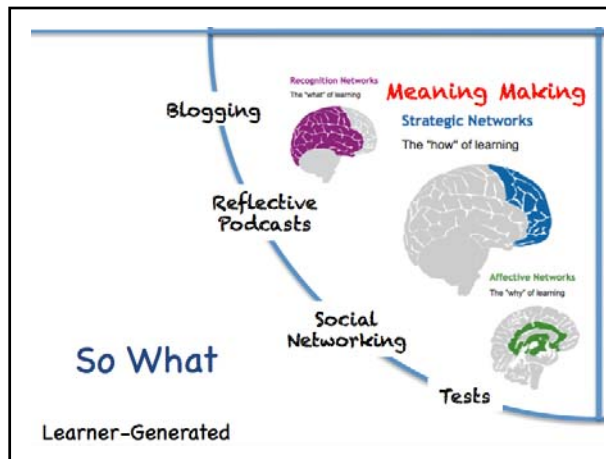 Recognition Networks
The "what" of learning
Meaning Making
Strategic Networks
The "how" of learning
Blogging
Reflective
Podcasts
Affective Networks
The "why" of learning
Social
Networking
So What
Tests
Learner-Generated